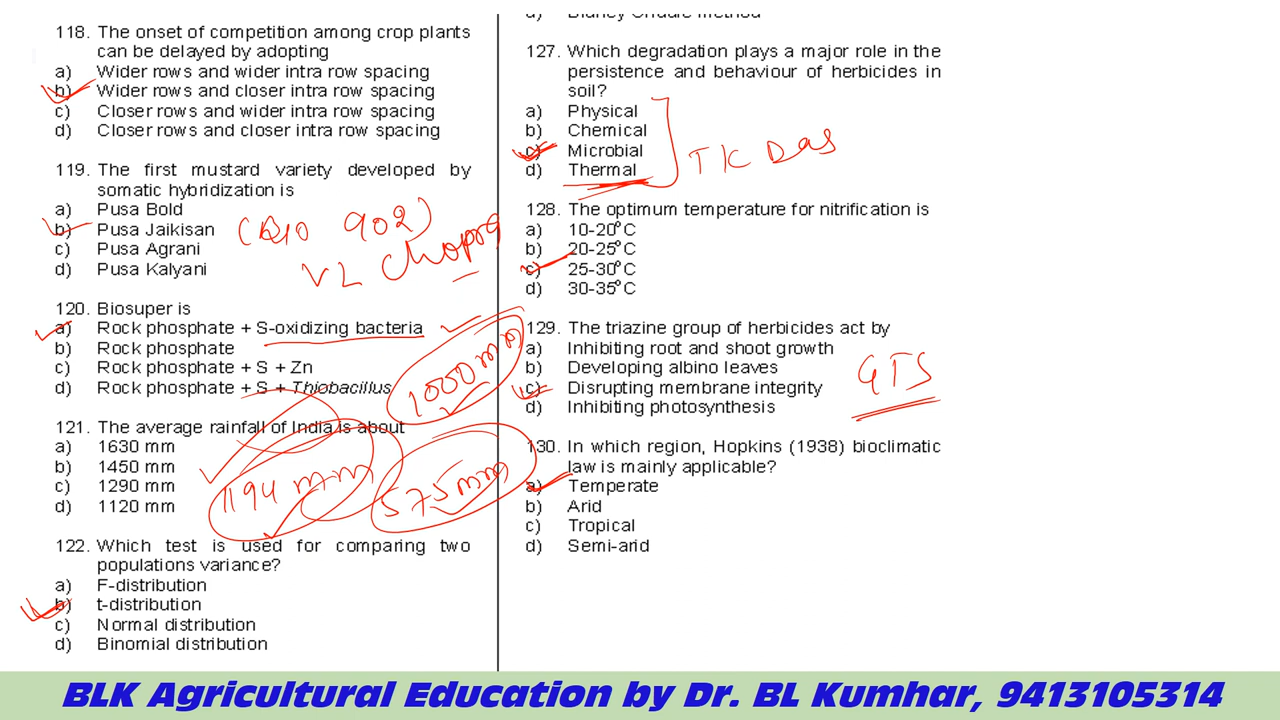 118. The onset of competition among crop plants
can be delayed by adopting
a) Wider rows and wider intra row spacing
b) Wider rows and closer intra row spacing
c) Closer rows and wider intra row spacing
d) Closer rows and closer intra row spacing
119. The first mustard variety developed by
somatic hybridization is
a) Pusa Bold
b) Pusa Jaikisan (Bio 902)
c) Pusa Agrani
VL Chopra
d) Pusa Kalyani
120. Biosuper is
a) Rock phosphate + S-oxidizing bacteria
b) Rock phosphate
c) Rock phosphate + S + Zn
d) Rock phosphate + S + Thiobacillus
1000 mm
121. The average rainfall of India is about
a) 1630 mm
b) 1450 mm
c) 1290 mm
d) 1120 mm
1194 mm
575 mm
122. Which test is used for comparing two
populations variance?
a) F-distribution
b) t-distribution
c) Normal distribution
d) Binomial distribution
127. Which degradation plays a major role in the
persistence and behaviour of herbicides in
soil?
a) Physical
b) Chemical
c) Microbial
d) Thermal
TK Das
128. The optimum temperature for nitrification is
a) 10-20°C
b) 20-25°C
c) 25-30°C
d) 30-35°C
129. The triazine group of herbicides act by
a) Inhibiting root and shoot growth
b) Developing albino leaves
c) Disrupting membrane integrity
d) Inhibiting photosynthesis
GTS
130. In which region, Hopkins (1938) bioclimatic
law is mainly applicable?
a) Temperate
b) Arid
c) Tropical
d) Semi-arid
BLK Agricultural Education by Dr. BL Kumhar, 9413105314